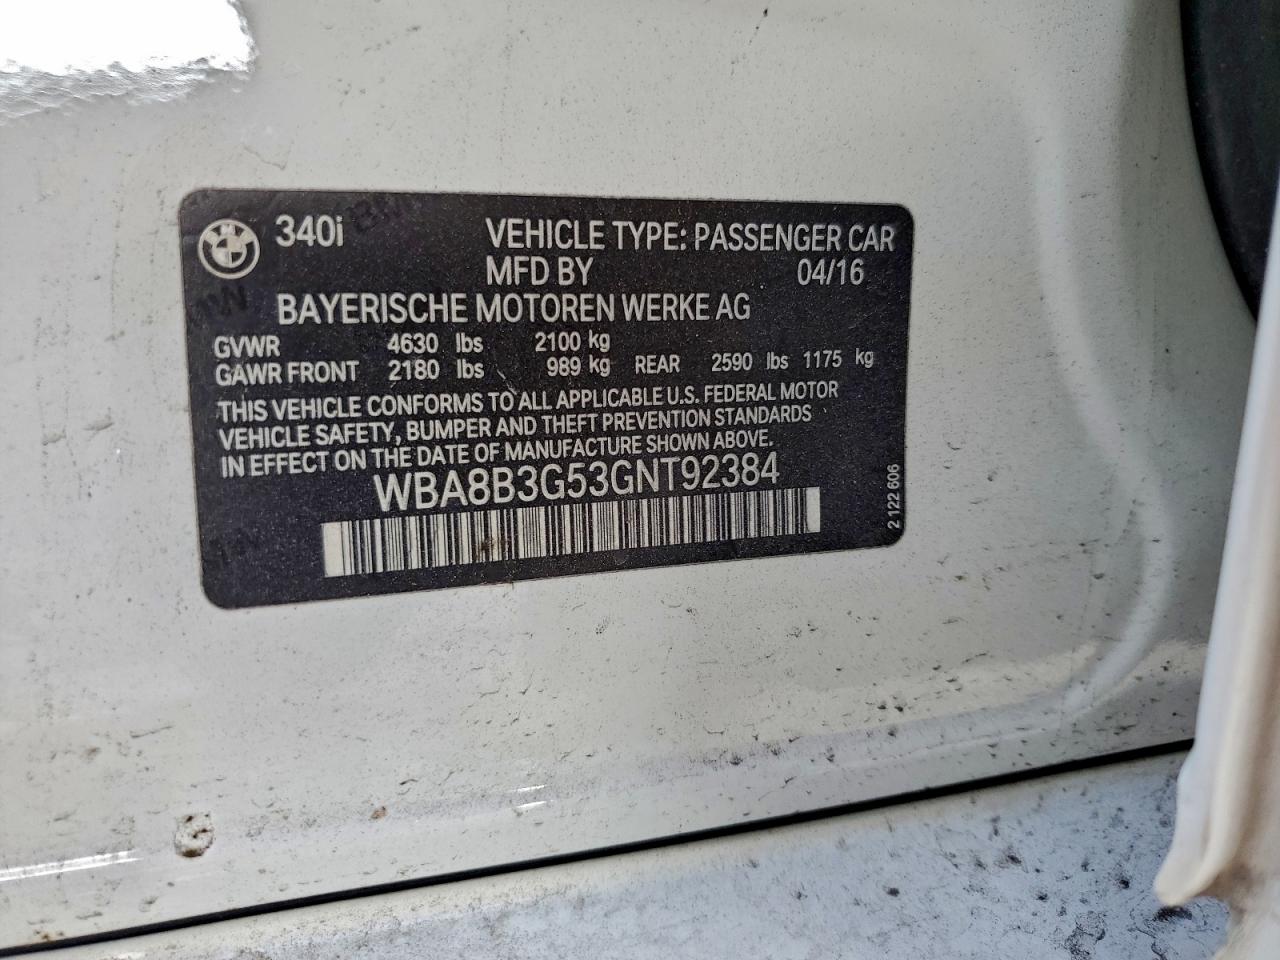 340i VEHICLE TYPE: PASSENGER CAR
MFD BY 04/16
BAYERISCHE MOTOREN WERKE AG
GVWR 4630 lbs 2100 kg
GAWR FRONT 2180 lbs 989 kg REAR 2590 lbs 1175 kg
THIS VEHICLE CONFORMS TO ALL APPLICABLE U.S. FEDERAL MOTOR
VEHICLE SAFETY, BUMPER AND THEFT PREVENTION STANDARDS
IN EFFECT ON THE DATE OF MANUFACTURE SHOWN ABOVE.
WBA8B3G53GNT92384
2 122 606